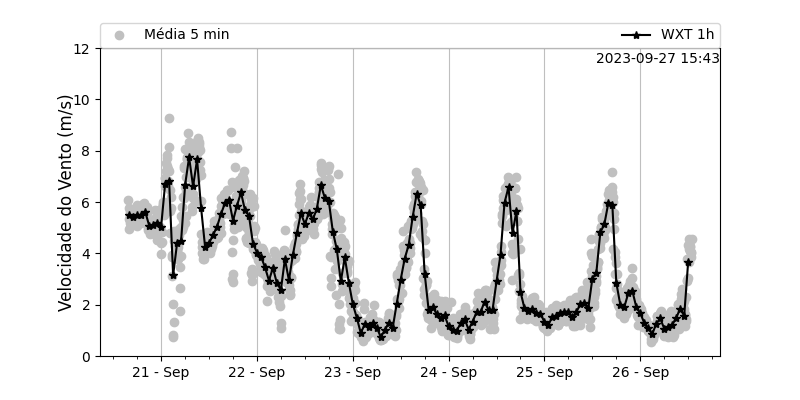 Média 5 min
WXT 1h
2023-09-27 15:43
Velocidade do Vento (m/s)
12
10
8
6
4
2
0
21 - Sep
22 - Sep
23 - Sep
24 - Sep
25 - Sep
26 - Sep